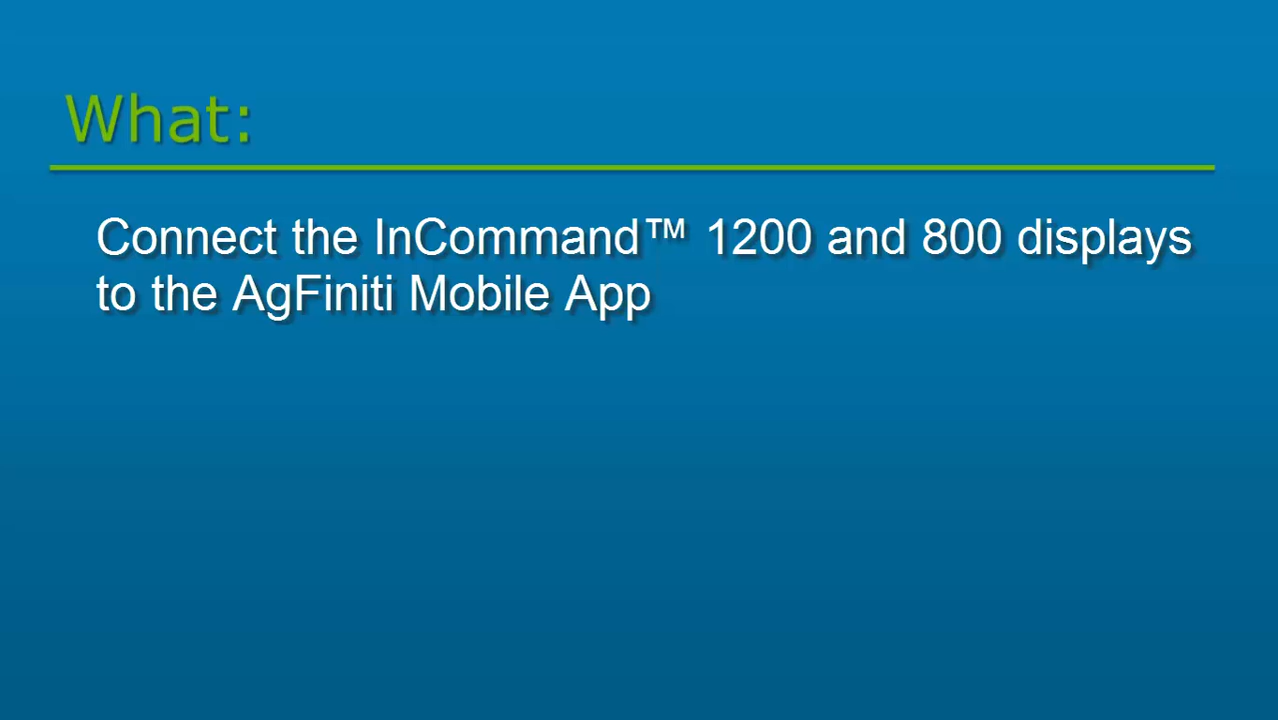 What:
Connect the InCommand™ 1200 and 800 displays
to the AgFiniti Mobile App